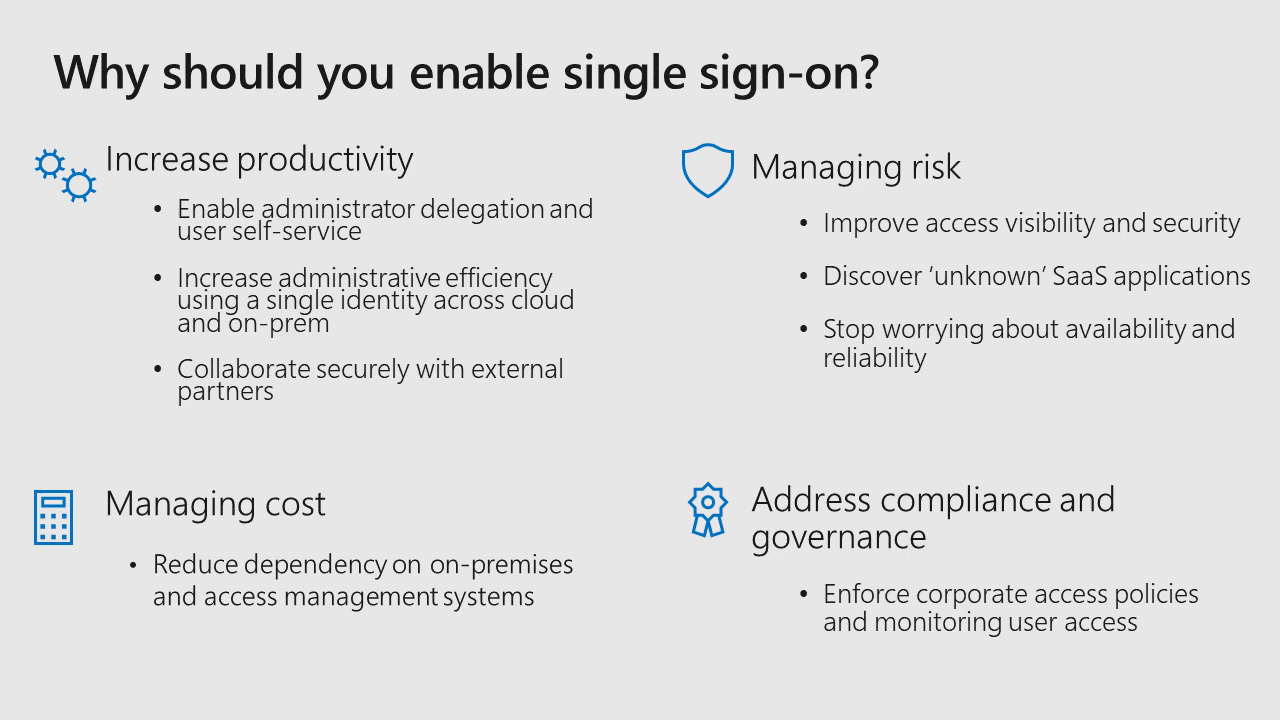 Why should you enable single sign-on?
Increase productivity
• Enable administrator delegation and
user self-service
• Increase administrative efficiency
using a single identity across cloud
and on-prem
• Collaborate securely with external
partners
Managing risk
• Improve access visibility and security
• Discover ‘unknown’ SaaS applications
• Stop worrying about availability and
reliability
Managing cost
• Reduce dependency on on-premises
and access management systems
Address compliance and
governance
• Enforce corporate access policies
and monitoring user access